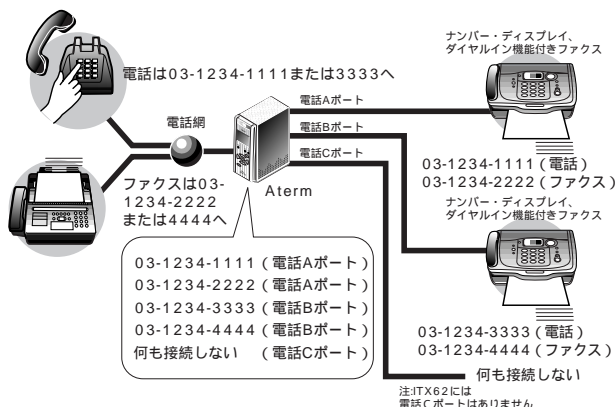 電話は03-1234-1111または3333へ
電話網
ファクスは03-
1234-2222
または4444へ
Aterm
電話Aポート
電話Bポート
電話Cポート
ナンバー・ディスプレイ、
ダイヤルイン機能付きファクス
03-1234-1111(電話)
03-1234-2222(ファクス)
ナンバー・ディスプレイ、
ダイヤルイン機能付きファクス
03-1234-3333(電話)
03-1234-4444(ファクス)
03-1234-1111(電話Aポート)
03-1234-2222(電話Aポート)
03-1234-3333(電話Bポート)
03-1234-4444(電話Bポート)
何も接続しない (電話Cポート)
何も接続しない
注:ITX62には
電話Cポートはありません